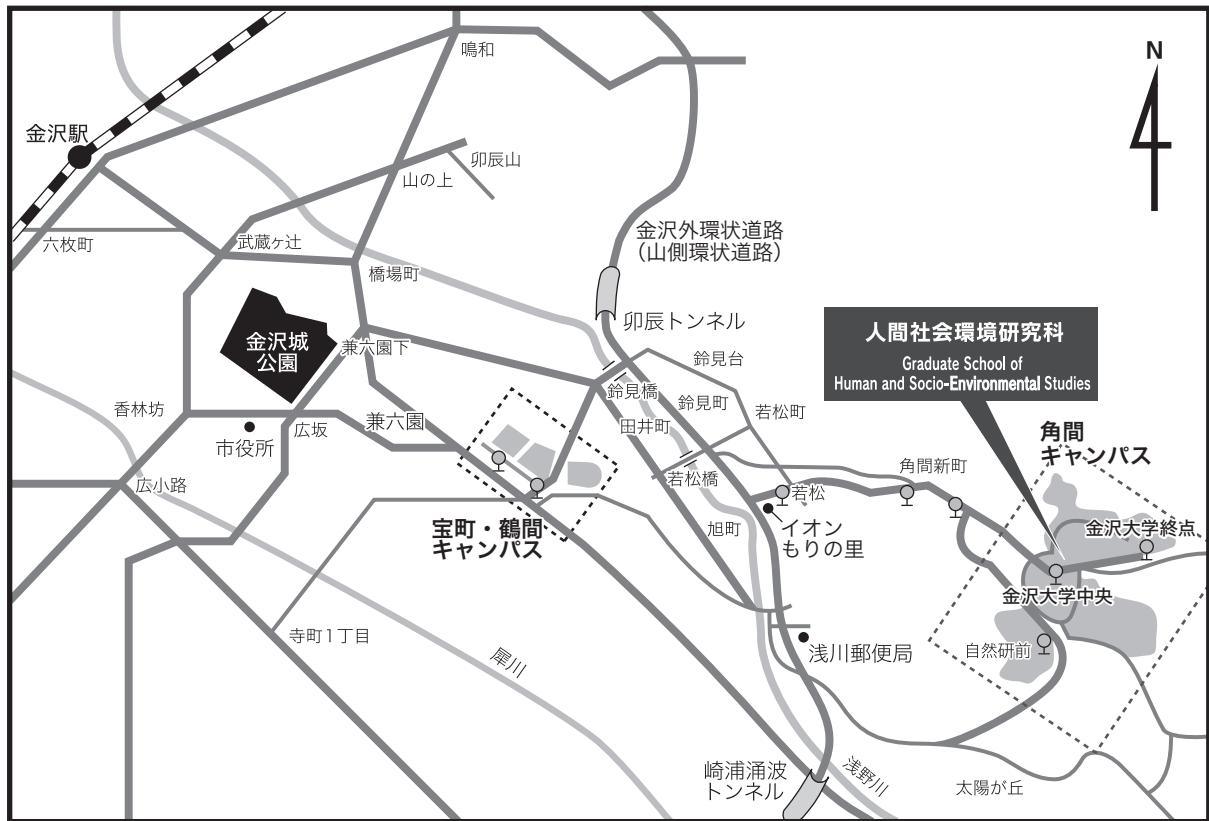 鳴和
N
金沢駅
卯辰山
山の上
金沢外環状道路
（山側環状道路）
六枚町
武蔵ヶ辻
橋場町
卯辰トンネル
人間社会環境研究科
Graduate School of
Human and Socio-Environmental Studies
金沢城
公園
兼六園下
鈴見台
鈴見橋
鈴見町
若松町
香林坊
兼六園
広坂
田井町
市役所
角間
キャンパス
角間新町
若松橋
若松
広小路
宝町・鶴間
キャンパス
旭町
イオン
もりの里
金沢大学終点
金沢大学中央
寺町1丁目
浅川郵便局
自然研前
犀川
崎浦涌波
トンネル
浅野川
太陽が丘